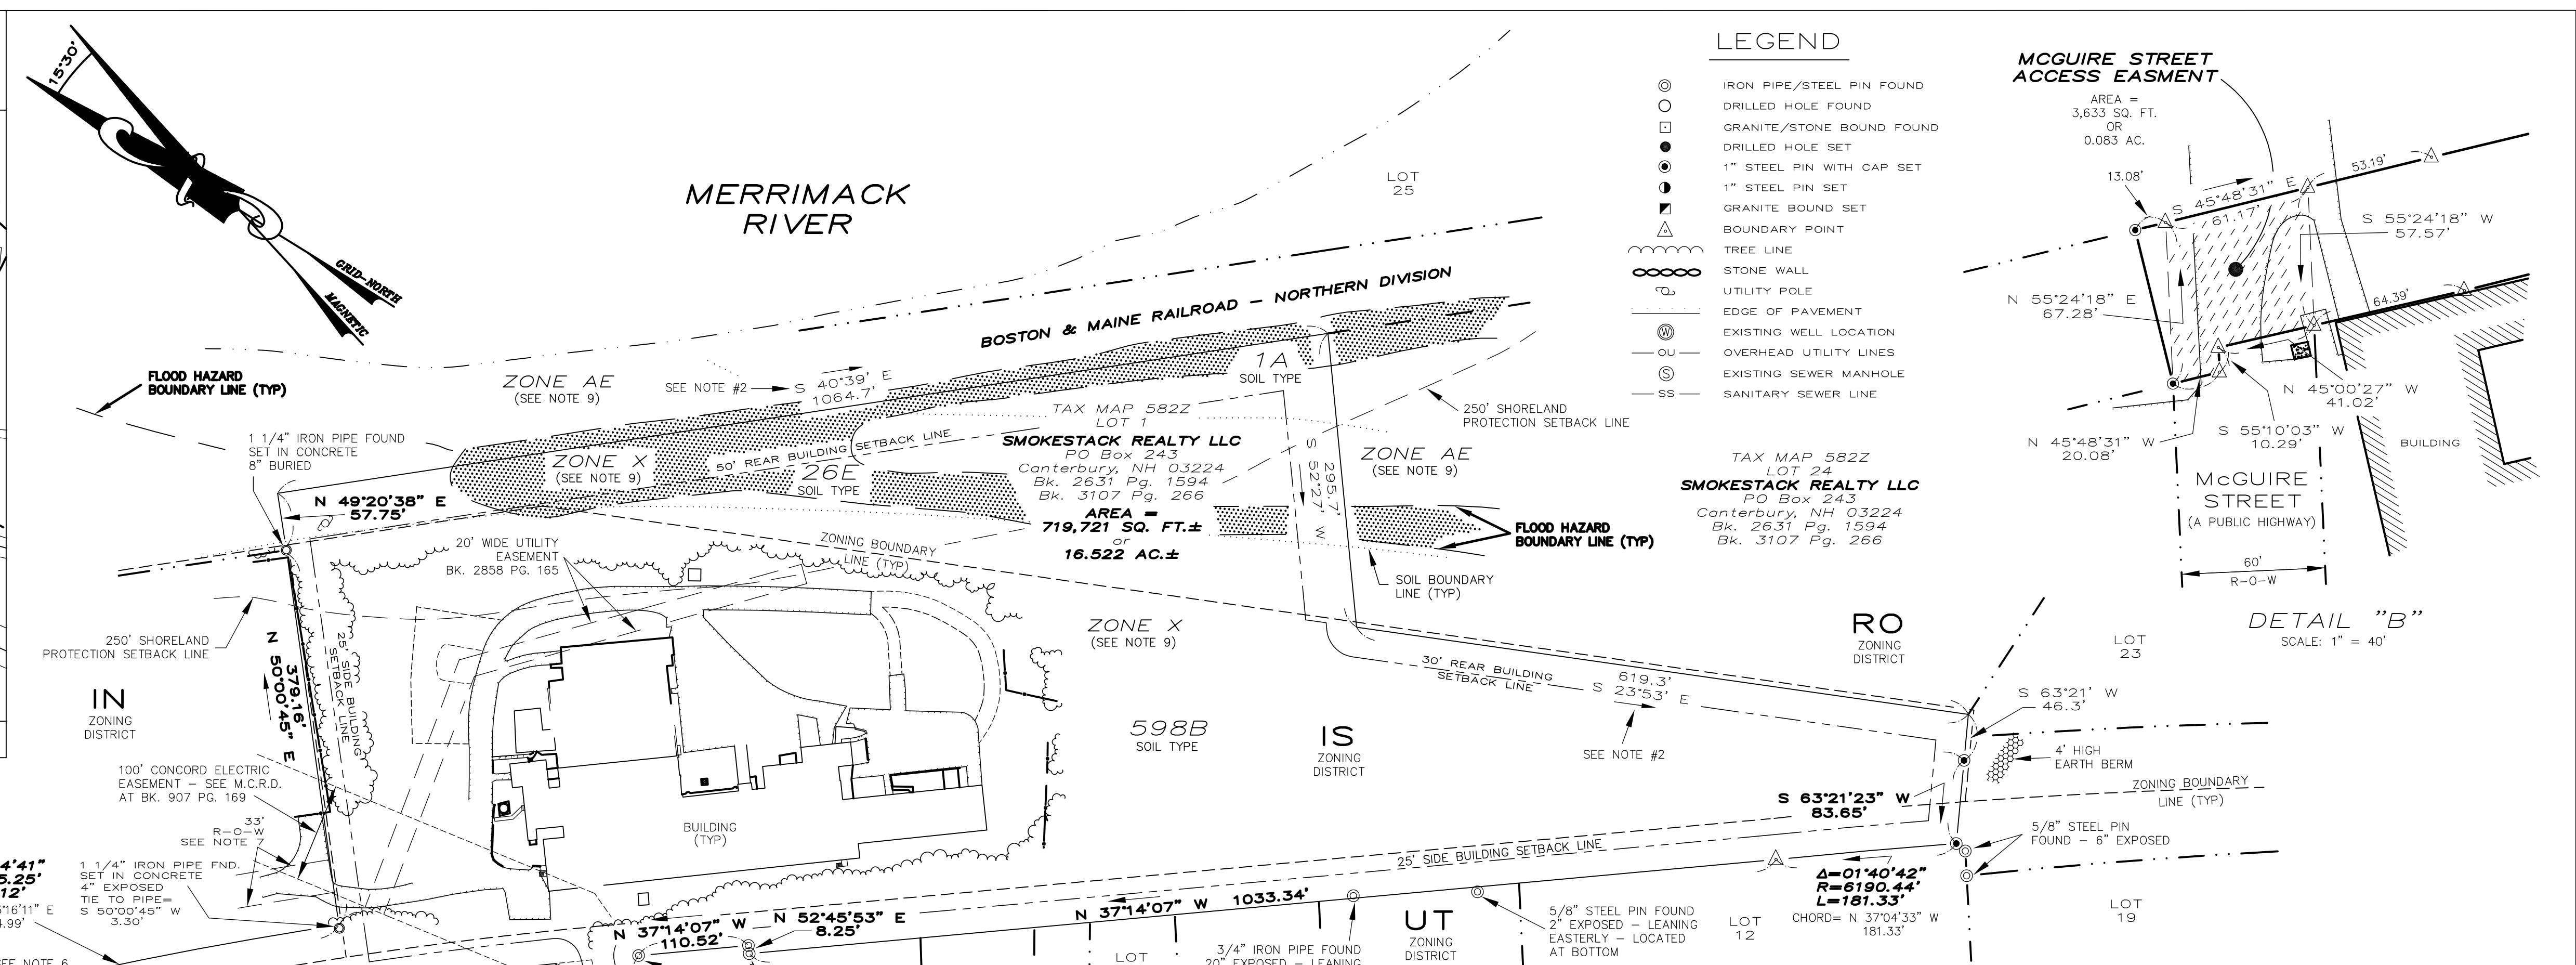 15°30'
GRID-NORTH
MAGNETIC
MERRIMACK
RIVER
LOT
25
BOSTON & MAINE RAILROAD - NORTHERN DIVISION
LEGEND
IRON PIPE/STEEL PIN FOUND
DRILLED HOLE FOUND
GRANITE/STONE BOUND FOUND
DRILLED HOLE SET
1" STEEL PIN WITH CAP SET
1" STEEL PIN SET
GRANITE BOUND SET
BOUNDARY POINT
TREE LINE
STONE WALL
UTILITY POLE
EDGE OF PAVEMENT
W EXISTING WELL LOCATION
OU OVERHEAD UTILITY LINES
S EXISTING SEWER MANHOLE
SS SANITARY SEWER LINE
MCGUIRE STREET
ACCESS EASMENT
AREA =
3,633 SQ. FT.
OR
0.083 AC.
13.08'
S 45°48'31" E
61.17'
53.19'
S 55°24'18" W
57.57'
N 55°24'18" E
67.28'
64.39'
N 45°00'27" W
41.02'
N 45°48'31" W
20.08'
S 55°10'03" W
10.29'
BUILDING
McGUIRE
STREET
(A PUBLIC HIGHWAY)
60'
R-O-W
DETAIL "B"
SCALE: 1" = 40'
FLOOD HAZARD
BOUNDARY LINE (TYP)
ZONE AE
(SEE NOTE 9)
SEE NOTE #2
S 40°39' E
1064.7'
1A
SOIL TYPE
250' SHORELAND
PROTECTION SETBACK LINE
1 1/4" IRON PIPE FOUND
SET IN CONCRETE
8" BURIED
N 49°20'38" E
57.75'
ZONE X
(SEE NOTE 9)
50' REAR BUILDING SETBACK LINE
26E
SOIL TYPE
TAX MAP 582Z
LOT 1
SMOKESTACK REALTY LLC
PO Box 243
Canterbury, NH 03224
Bk. 2631 Pg. 1594
Bk. 3107 Pg. 266
AREA =
719,721 SQ. FT.±
or
16.522 AC.±
295.7'
S 52°27' W
ZONE AE
(SEE NOTE 9)
TAX MAP 582Z
LOT 24
SMOKESTACK REALTY LLC
PO Box 243
Canterbury, NH 03224
Bk. 2631 Pg. 1594
Bk. 3107 Pg. 266
FLOOD HAZARD
BOUNDARY LINE (TYP)
SOIL BOUNDARY
LINE (TYP)
20' WIDE UTILITY
EASEMENT
BK. 2858 PG. 165
ZONING BOUNDARY
LINE (TYP)
250' SHORELAND
PROTECTION SETBACK LINE
379.16'
N 50°00'45" E
25' SIDE BUILDING
SETBACK LINE
IN
ZONING
DISTRICT
100' CONCORD ELECTRIC
EASEMENT - SEE M.C.R.D.
AT BK. 907 PG. 169
33'
R-O-W
SEE NOTE 7
1 1/4" IRON PIPE FND.
SET IN CONCRETE
4" EXPOSED
TIE TO PIPE=
S 50°00'45" W
3.30'
4'41"
5.25'
12'
°16'11" E
4.99'
SEE NOTE 6
BUILDING
(TYP)
ZONE X
(SEE NOTE 9)
598B
SOIL TYPE
IS
ZONING
DISTRICT
30' REAR BUILDING
SETBACK LINE
619.3'
S 23°53' E
SEE NOTE #2
RO
ZONING
DISTRICT
LOT
23
S 63°21' W
46.3'
4' HIGH
EARTH BERM
ZONING BOUNDARY
LINE (TYP)
S 63°21'23" W
83.65'
5/8" STEEL PIN
FOUND - 6" EXPOSED
25' SIDE BUILDING SETBACK LINE
Δ=01°40'42"
R=6190.44'
L=181.33'
CHORD= N 37°04'33" W
181.33'
LOT
19
LOT
12
5/8" STEEL PIN FOUND
2" EXPOSED - LEANING
EASTERLY - LOCATED
AT BOTTOM
UT
ZONING
DISTRICT
3/4" IRON PIPE FOUND
20" EXPOSED - LEANING
N 37°14'07" W 1033.34'
N 52°45'53" E
8.25'
N 37°14'07" W
110.52'
LOT